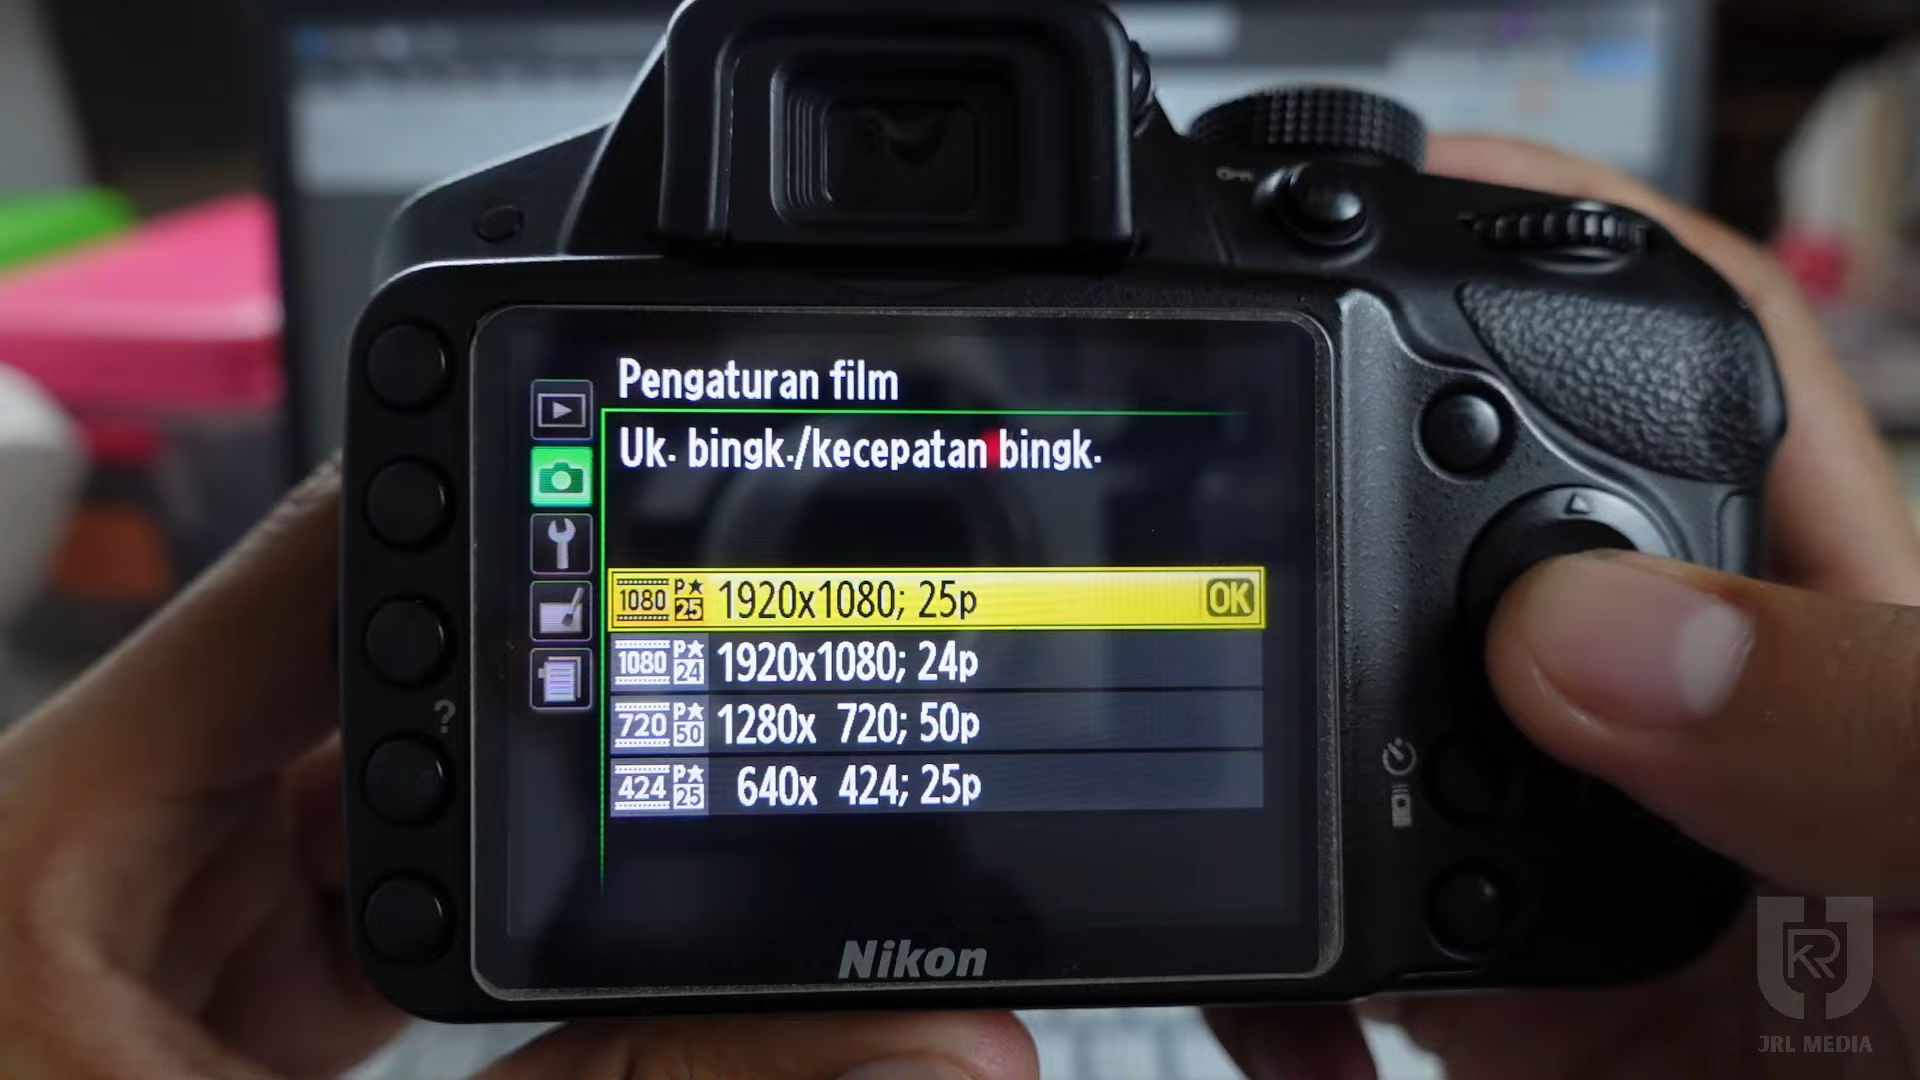 Pengaturan film
Uk. bingk./kecepatan bingk.
1080 P★ 25 1920x1080; 25p OK
1080 P★ 24 1920x1080; 24p
720 P★ 50 1280x 720; 50p
424 P★ 25 640x 424; 25p
?
Nikon
JRL MEDIA